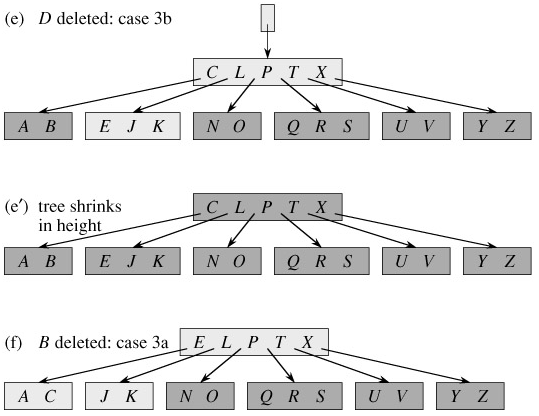 (e) D deleted: case 3b
C L P T X
A B E J K N O Q R S U V Y Z
(e′) tree shrinks
in height
C L P T X
A B E J K N O Q R S U V Y Z
(f) B deleted: case 3a
E L P T X
A C J K N O Q R S U V Y Z